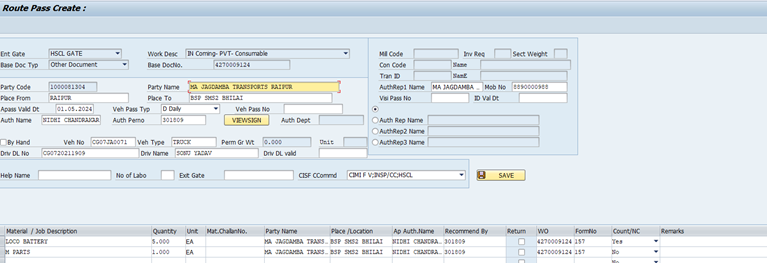 Route Pass Create :
Ent Gate HSCL GATE Work Desc IN Coming- PVT- Consumable Mil Code Inv Req Sect Weight
Base Doc Typ Other Document Base DocNo. 4270009124 Con Code Name
Tran ID NamE
Party Code 1000081304 Party Name MA JAGDAMBA TRANSPORTS RAIPUR AuthRep1 Name MA JAGDAMBA .. Mob No 8890000988
Place From RAIPUR Place To BSP SMS2 BHILAI Visi Pass No ID Val Dt
Apass Valid Dt 01.05.2024 Veh Pass Typ D Daily Veh Pass No
Auth Name NIDHI CHANDRAKAR Auth Perno 301809 VIEWSIGN Auth Dept Auth Rep Name
AuthRep2 Name
By Hand Veh No CG07JA0071 Veh Type TRUCK Perm Gr Wt 0.000 Unit AuthRep3 Name
Driv DL No CG0720211909 Driv Name SONU YADAV Driv DL valid
Help Name No of Labo Exit Gate CISF CCommd CIMI F V;INSP/CC;HSCL SAVE
Material / Job Description Quantity Unit Mat.ChallanNo. Party Name Place /Location Ap Auth.Name Recommend By Return WO FormNo Count/NC Remarks
LOCO BATTERY 5.000 EA MA JAGDAMBA TRANS.. BSP SMS2 BHILAI NIDHI CHANDRA.. 301809 4270009124 157 Yes
M PARTS 1.000 EA MA JAGDAMBA TRANS.. BSP SMS2 BHILAI NIDHI CHANDRA.. 301809 4270009124 157 No
No